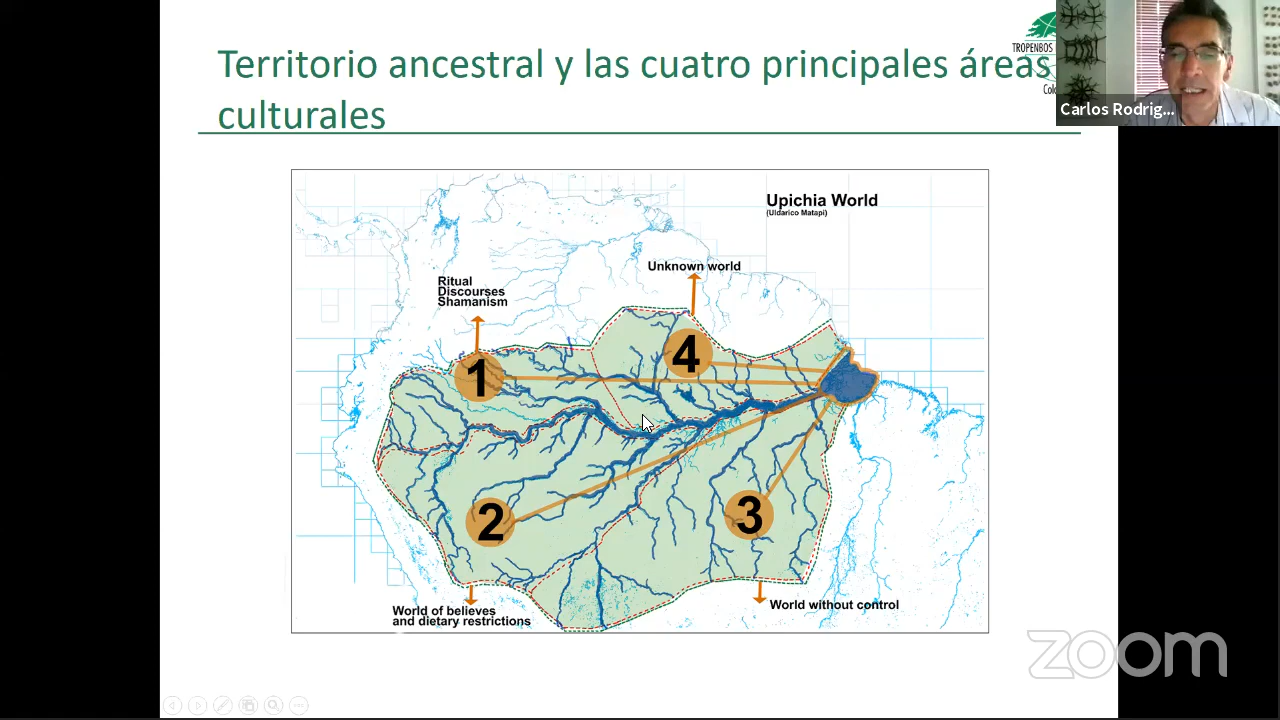 Territorio ancestral y las cuatro principales áreas
culturales
TROPENBOS
Carlos Rodrig...
Upichia World
(Uldarico Matapi)
Unknown world
Ritual
Discourses
Shamanism
4
1
2
3
World of believes
and dietary restrictions
World without control
zoom